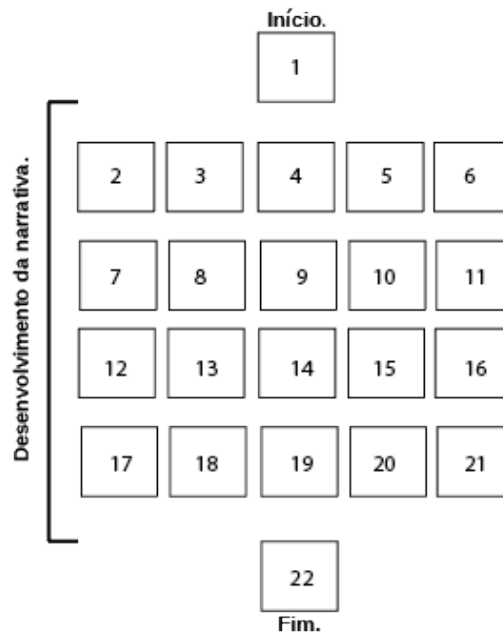 Início.
1
Desenvolvimento da narrativa.
2 3 4 5 6
7 8 9 10 11
12 13 14 15 16
17 18 19 20 21
22
Fim.